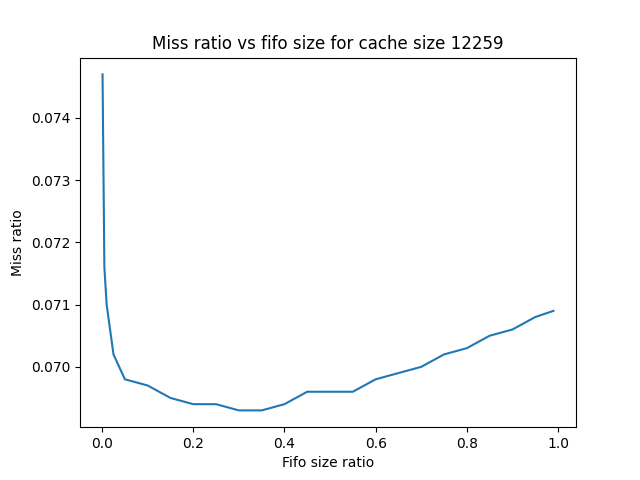 Miss ratio vs fifo size for cache size 12259
0.074
0.073
0.072
0.071
0.070
Miss ratio
0.0 0.2 0.4 0.6 0.8 1.0
Fifo size ratio